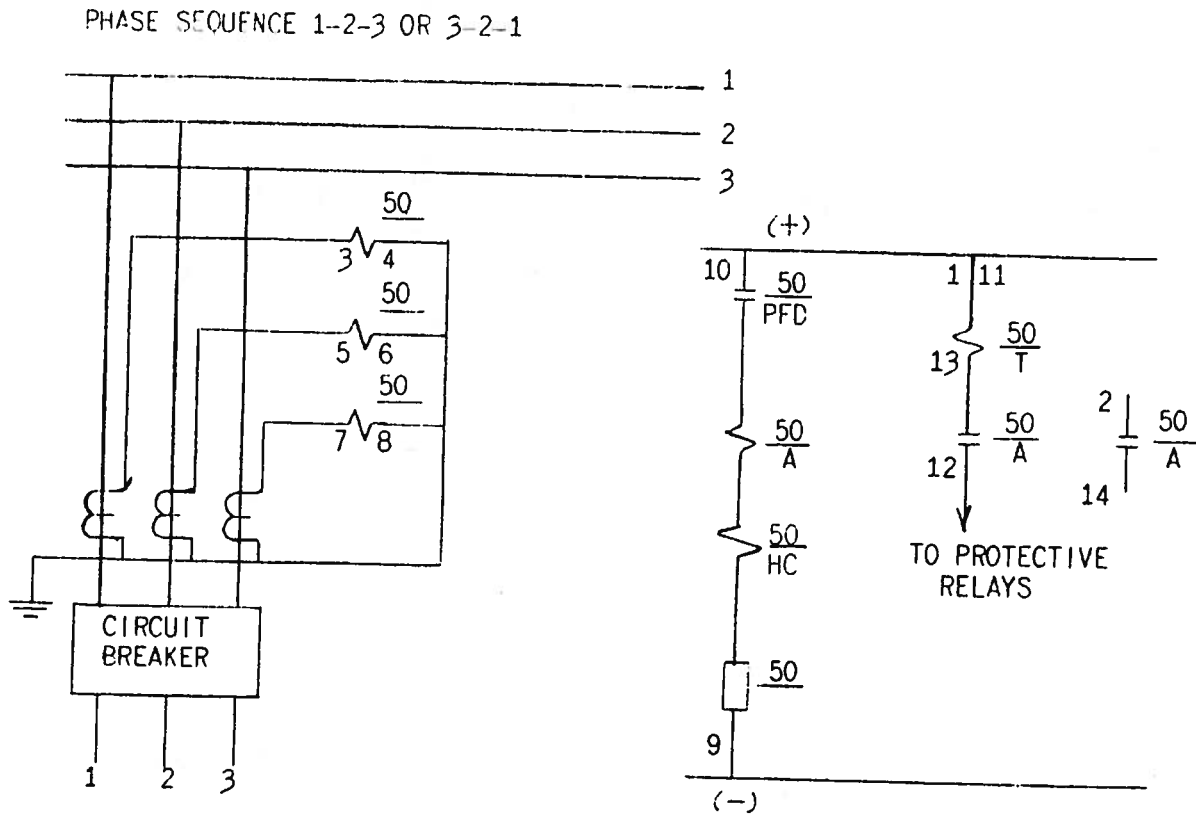 PHASE SEQUENCE 1-2-3 OR 3-2-1
1
2
3
50
3 4
50
5 6
50
7 8
CIRCUIT
BREAKER
1 2 3
(+)
10
50
PFD
1 11
13
50
T
50
A
12
50
A
2
50
A
14
50
HC
TO PROTECTIVE
RELAYS
50
9
(-)